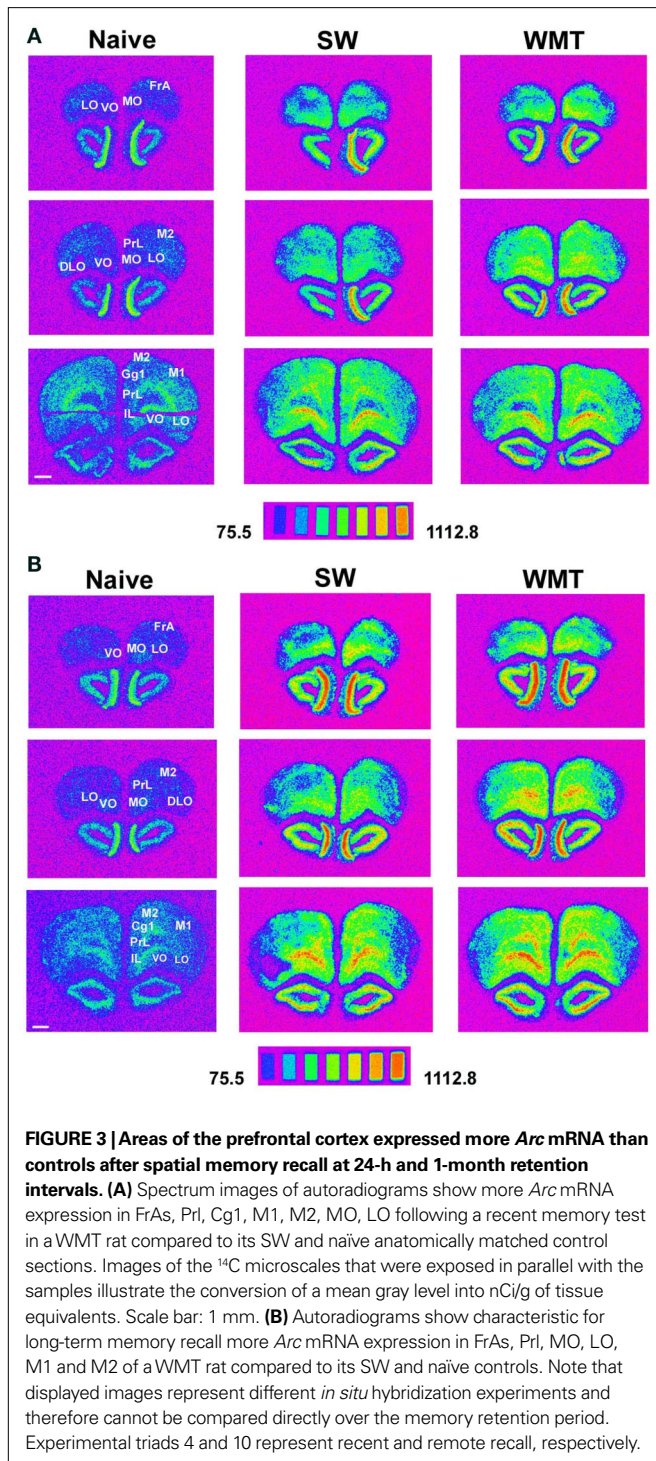 A
Naive SW WMT
FrA
LO VO MO
M2
PrL
DLO VO MO LO
M2
Gg1 M1
PrL
IL VO LO
75.5 1112.8
B
Naive SW WMT
FrA
VO MO LO
M2
PrL
LO VO MO DLO
M2
Cg1 M1
PrL
IL VO LO
75.5 1112.8
FIGURE 3 | Areas of the prefrontal cortex expressed more Arc mRNA than
controls after spatial memory recall at 24-h and 1-month retention
intervals. (A) Spectrum images of autoradiograms show more Arc mRNA
expression in FrAs, Prl, Cg1, M1, M2, MO, LO following a recent memory test
in a WMT rat compared to its SW and naïve anatomically matched control
sections. Images of the ¹⁴C microscales that were exposed in parallel with the
samples illustrate the conversion of a mean gray level into nCi/g of tissue
equivalents. Scale bar: 1 mm. (B) Autoradiograms show characteristic for
long-term memory recall more Arc mRNA expression in FrAs, Prl, MO, LO,
M1 and M2 of a WMT rat compared to its SW and naïve controls. Note that
displayed images represent different in situ hybridization experiments and
therefore cannot be compared directly over the memory retention period.
Experimental triads 4 and 10 represent recent and remote recall, respectively.